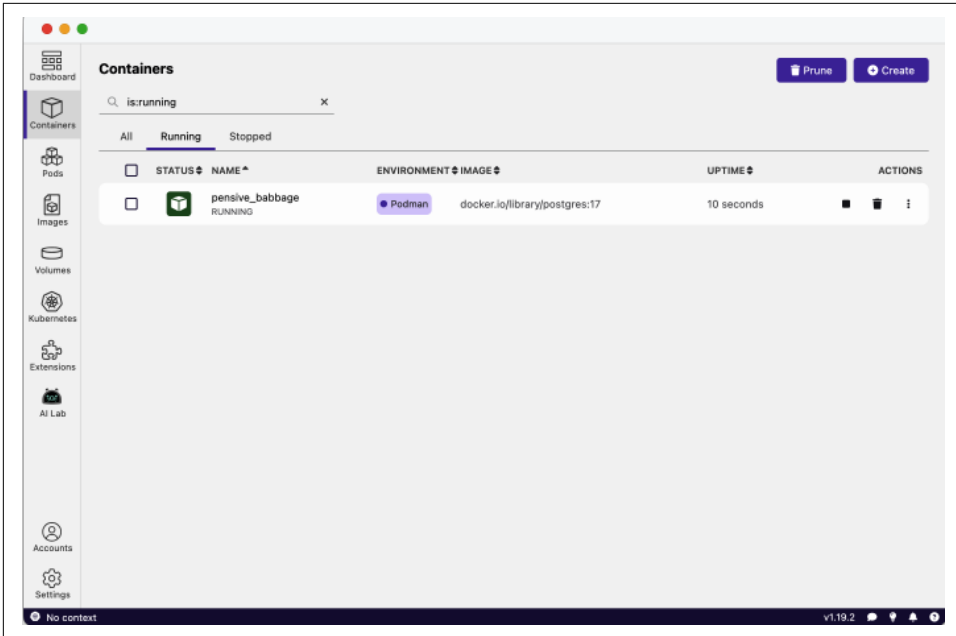 Dashboard
Containers
Pods
Images
Volumes
Kubernetes
Extensions
AI Lab
Accounts
Settings
Containers
Prune
Create
is:running
All Running Stopped
STATUS NAME ENVIRONMENT IMAGE UPTIME ACTIONS
pensive_babbage
RUNNING
Podman docker.io/library/postgres:17 10 seconds
No context v1.19.2